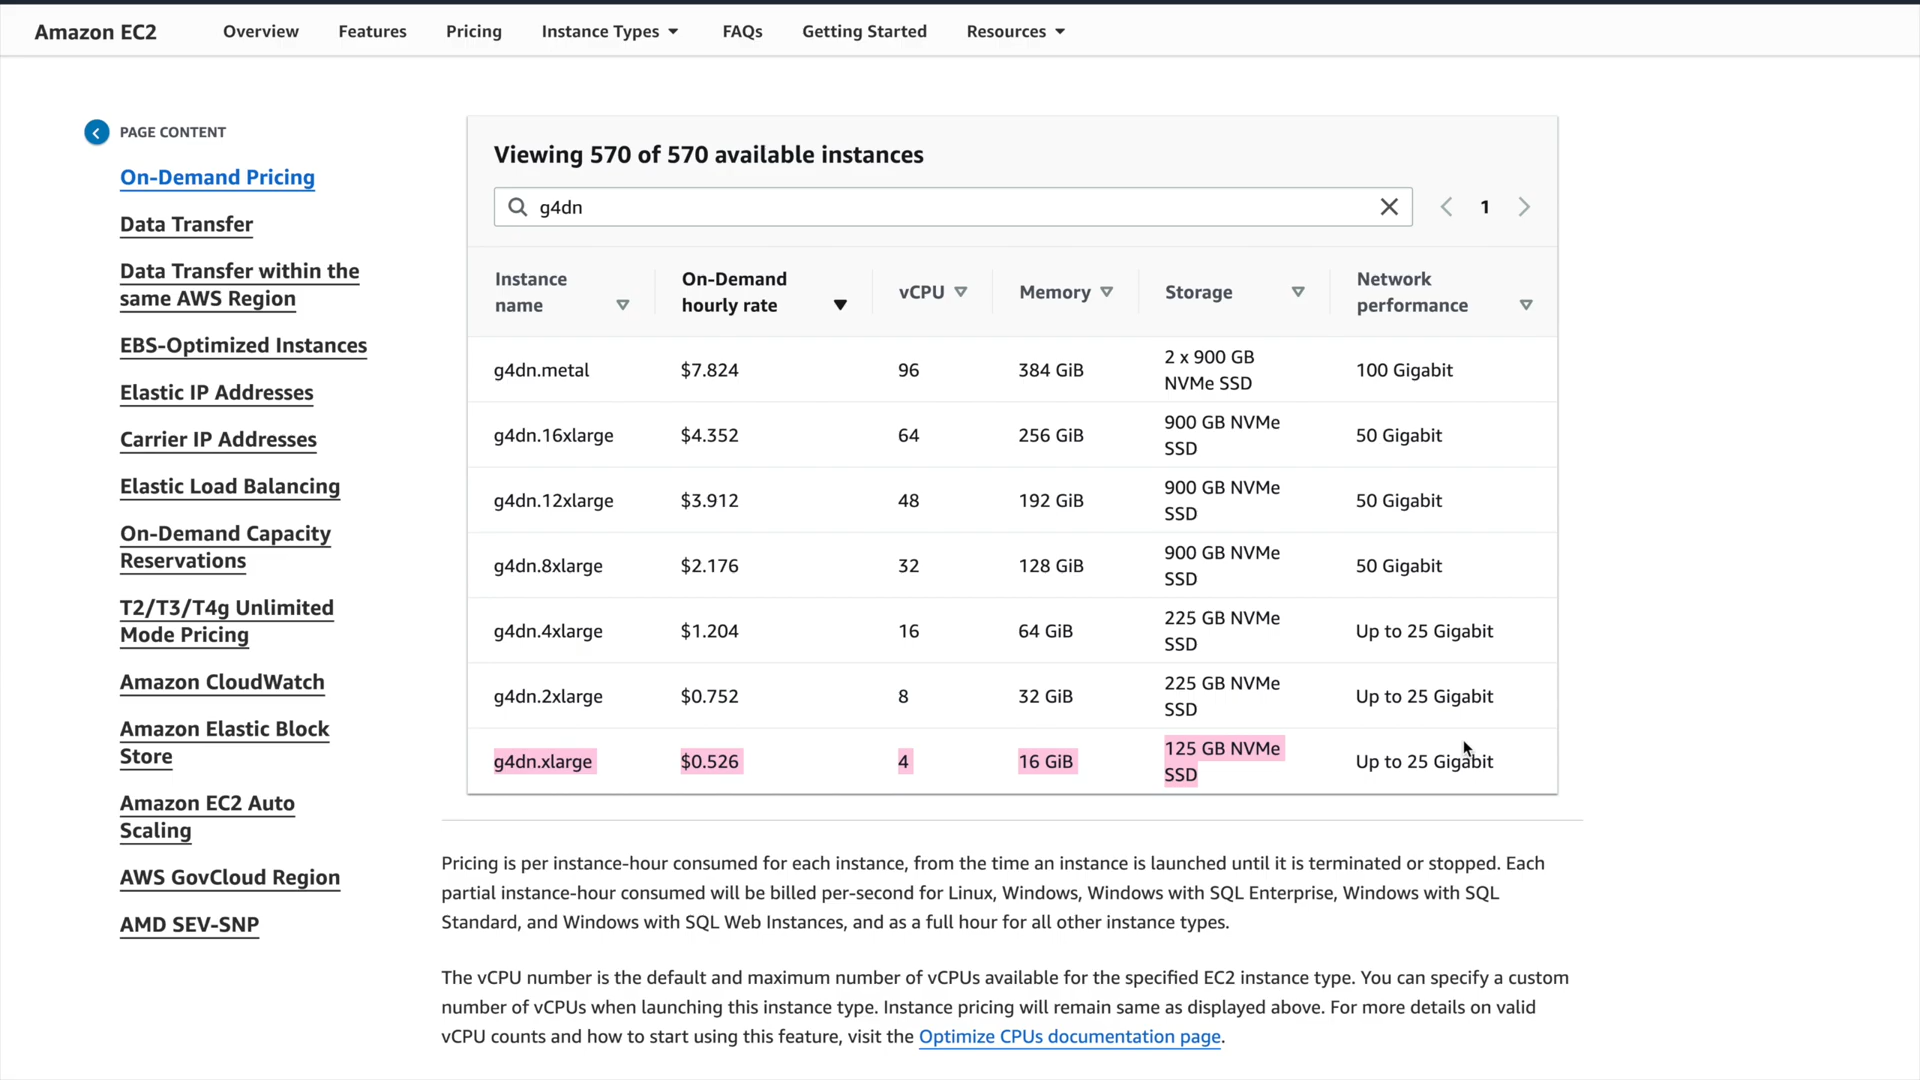 Amazon EC2
Overview
Features
Pricing
Instance Types
FAQs
Getting Started
Resources
PAGE CONTENT
On-Demand Pricing
Data Transfer
Data Transfer within the
same AWS Region
EBS-Optimized Instances
Elastic IP Addresses
Carrier IP Addresses
Elastic Load Balancing
On-Demand Capacity
Reservations
T2/T3/T4g Unlimited
Mode Pricing
Amazon CloudWatch
Amazon Elastic Block
Store
Amazon EC2 Auto
Scaling
AWS GovCloud Region
AMD SEV-SNP
Viewing 570 of 570 available instances
g4dn
1
Instance
name
On-Demand
hourly rate
vCPU
Memory
Storage
Network
performance
g4dn.metal
$7.824
96
384 GiB
2 x 900 GB
NVMe SSD
100 Gigabit
g4dn.16xlarge
$4.352
64
256 GiB
900 GB NVMe
SSD
50 Gigabit
g4dn.12xlarge
$3.912
48
192 GiB
900 GB NVMe
SSD
50 Gigabit
g4dn.8xlarge
$2.176
32
128 GiB
900 GB NVMe
SSD
50 Gigabit
g4dn.4xlarge
$1.204
16
64 GiB
225 GB NVMe
SSD
Up to 25 Gigabit
g4dn.2xlarge
$0.752
8
32 GiB
225 GB NVMe
SSD
Up to 25 Gigabit
g4dn.xlarge
$0.526
4
16 GiB
125 GB NVMe
SSD
Up to 25 Gigabit
Pricing is per instance-hour consumed for each instance, from the time an instance is launched until it is terminated or stopped. Each
partial instance-hour consumed will be billed per-second for Linux, Windows, Windows with SQL Enterprise, Windows with SQL
Standard, and Windows with SQL Web Instances, and as a full hour for all other instance types.
The vCPU number is the default and maximum number of vCPUs available for the specified EC2 instance type. You can specify a custom
number of vCPUs when launching this instance type. Instance pricing will remain same as displayed above. For more details on valid
vCPU counts and how to start using this feature, visit the Optimize CPUs documentation page.